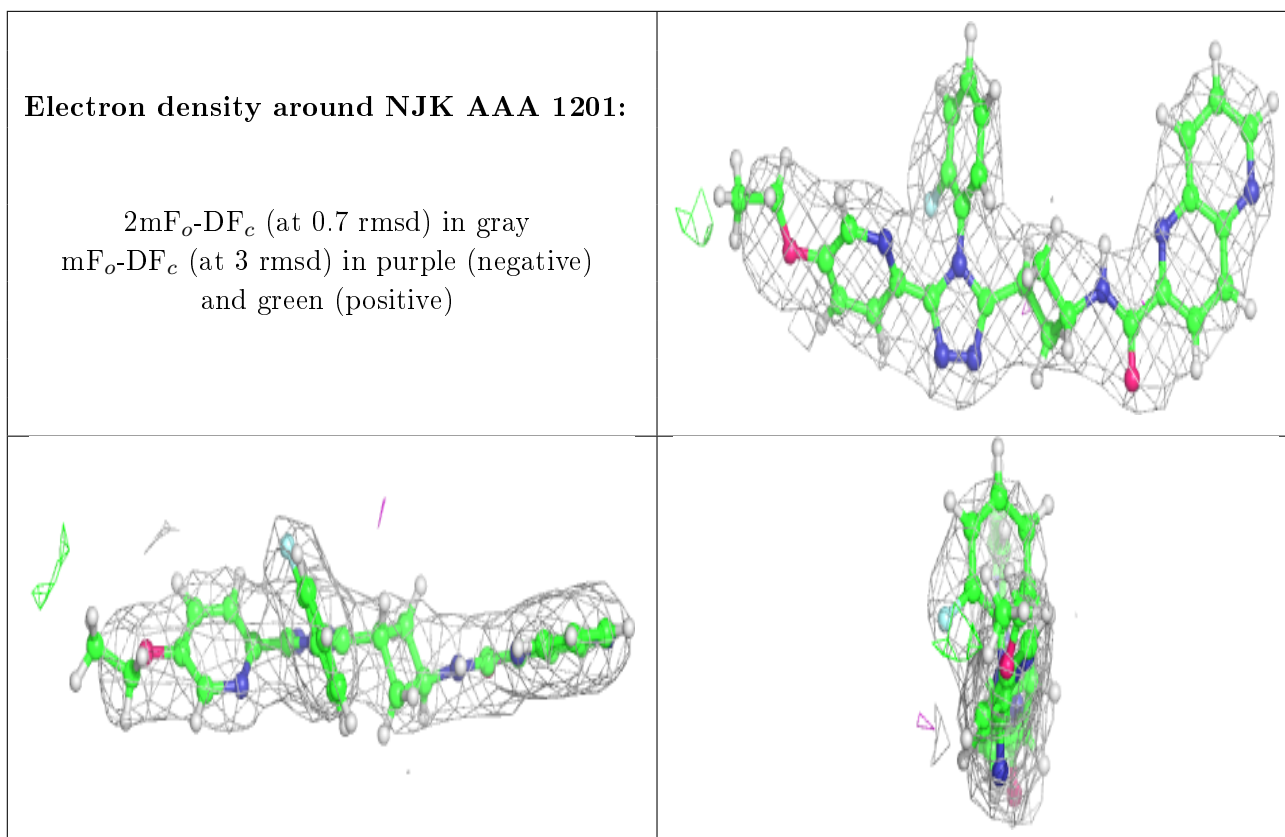 Electron density around NJK AAA 1201:
2mFₒ-DF𝒸 (at 0.7 rmsd) in gray
mFₒ-DF𝒸 (at 3 rmsd) in purple (negative)
and green (positive)